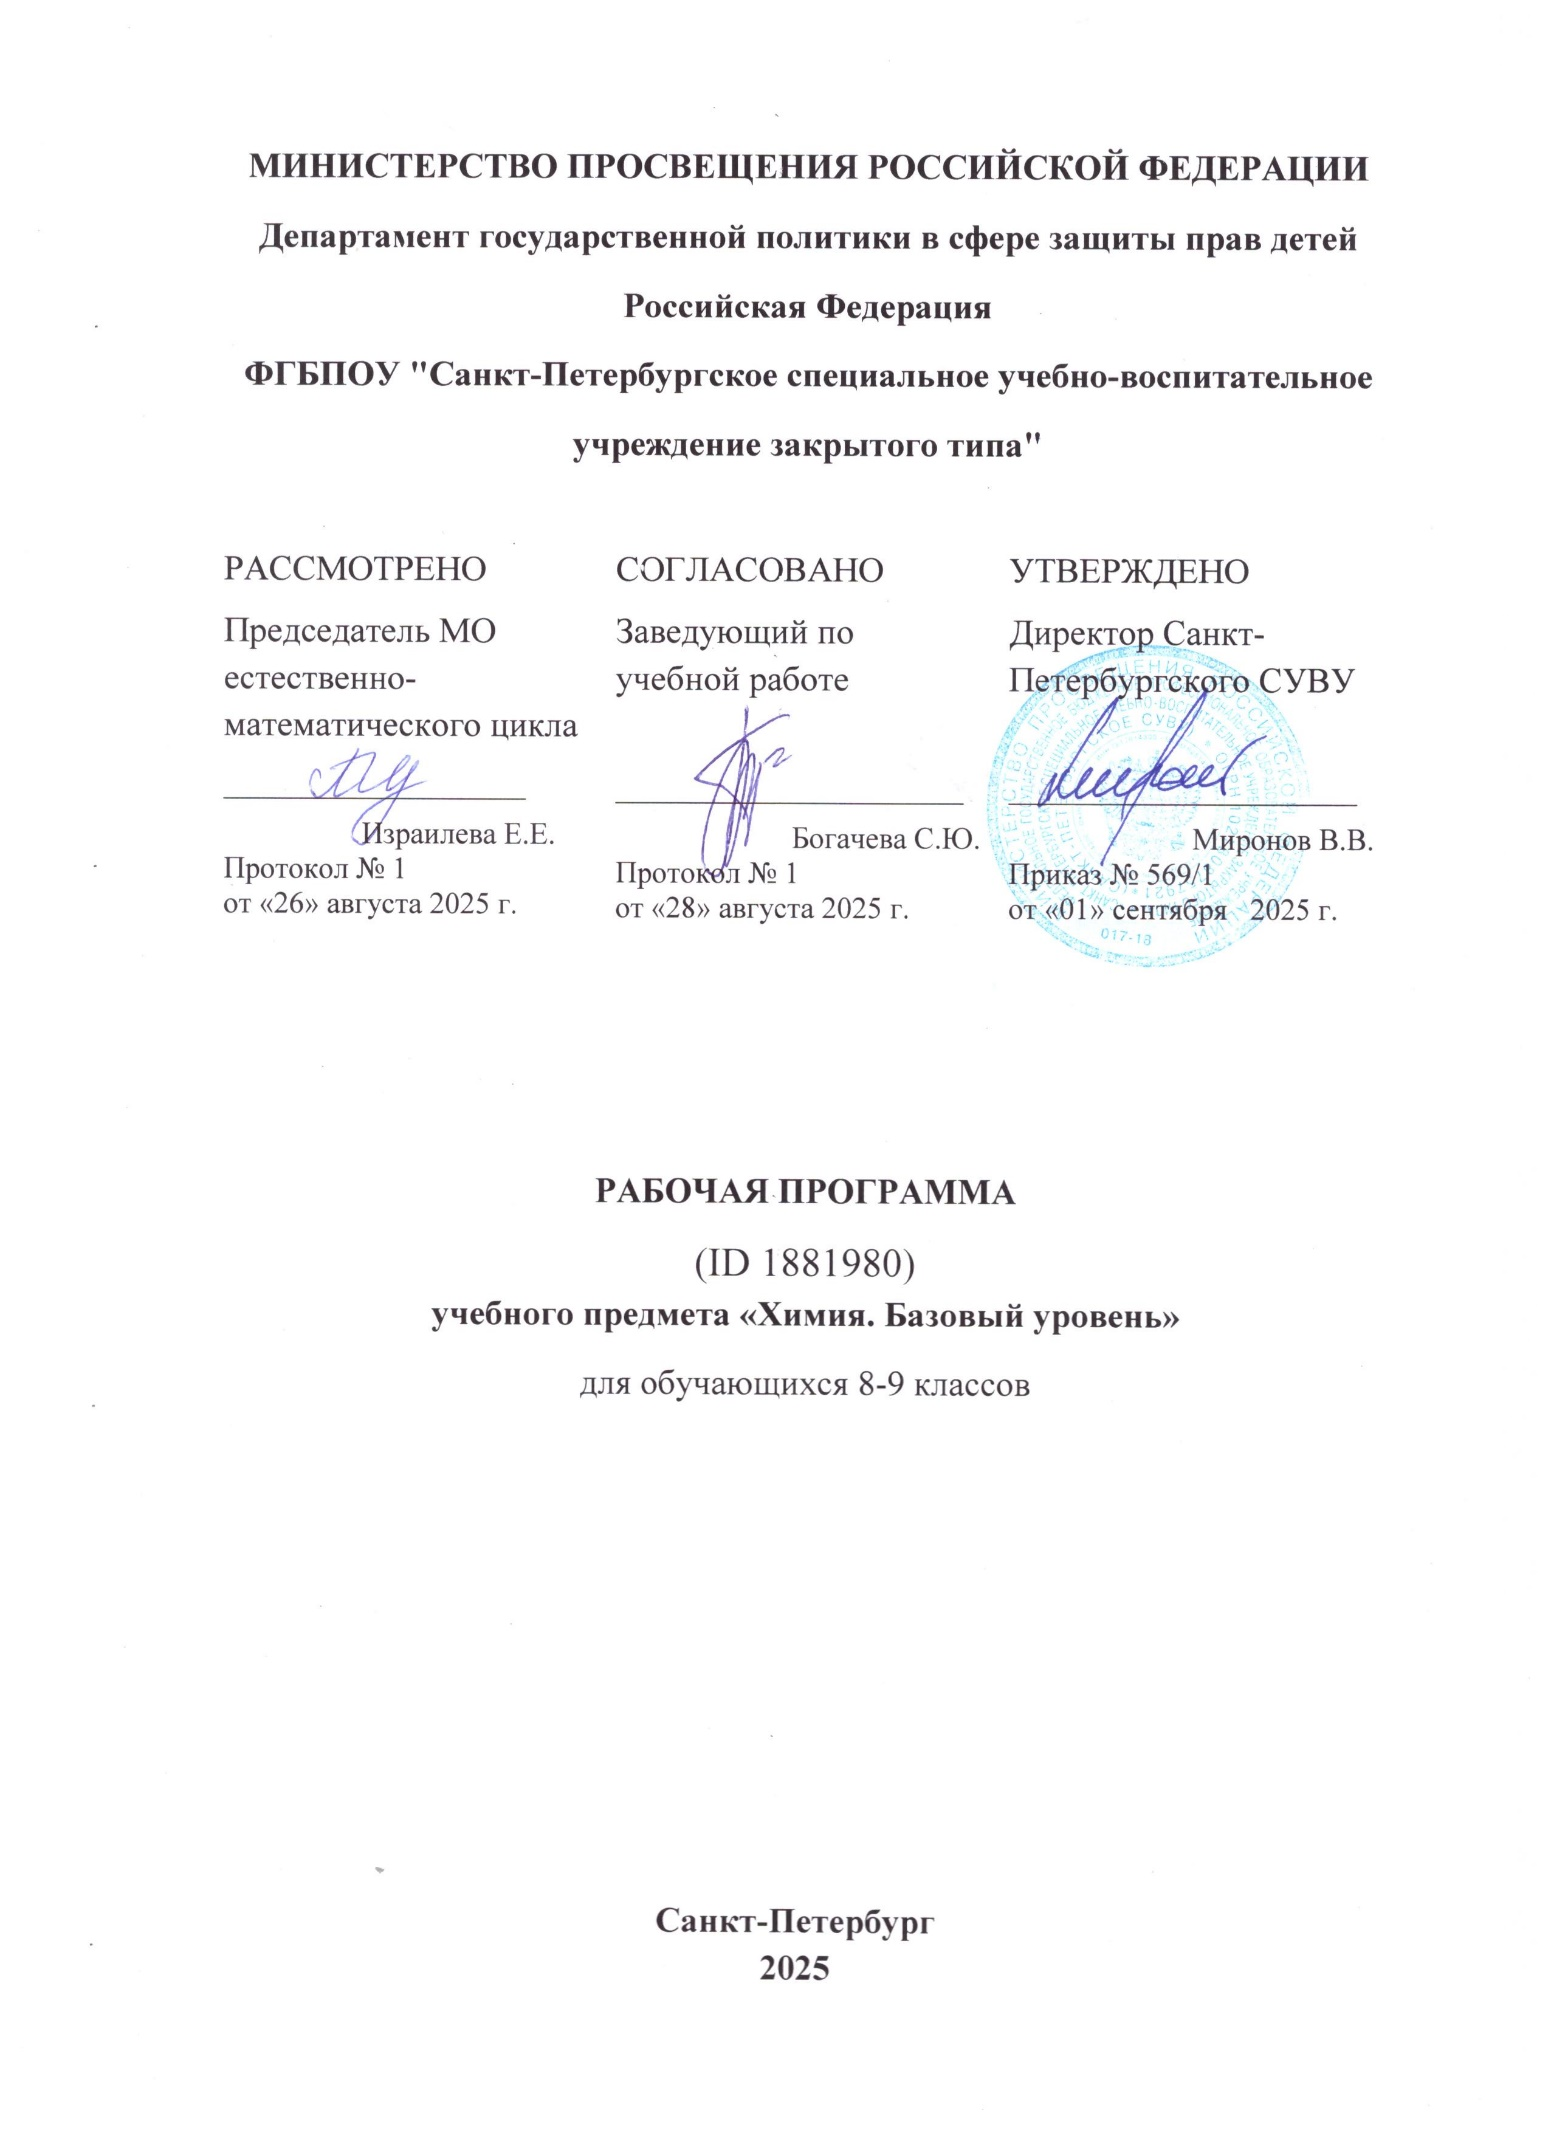 МИНИСТЕРСТВО ПРОСВЕЩЕНИЯ РОССИЙСКОЙ ФЕДЕРАЦИИ
Департамент государственной политики в сфере защиты прав детей
Российская Федерация
ФГБПОУ "Санкт-Петербургское специальное учебно-воспитательное
учреждение закрытого типа"
РАССМОТРЕНО
Председатель МО
естественно-
математического цикла
Израилева Е.Е.
Протокол № 1
от «26» августа 2025 г.
СОГЛАСОВАНО
Заведующий по
учебной работе
Богачева С.Ю.
Протокол № 1
от «28» августа 2025 г.
УТВЕРЖДЕНО
Директор Санкт-
Петербургского СУВУ
Миронов В.В.
Приказ № 569/1
от «01» сентября 2025 г.
017-18
РАБОЧАЯ ПРОГРАММА
(ID 1881980)
учебного предмета «Химия. Базовый уровень»
для обучающихся 8-9 классов
Санкт-Петербург
2025